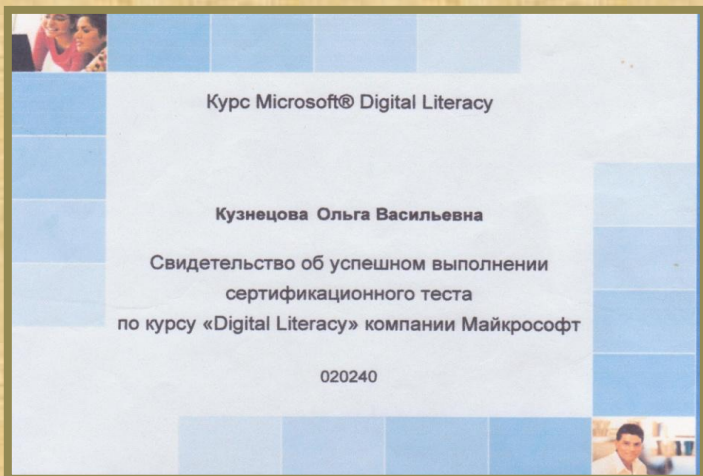 Курс Microsoft® Digital Literacy
Кузнецова Ольга Васильевна
Свидетельство об успешном выполнении
сертификационного теста
по курсу «Digital Literacy» компании Майкрософт
020240